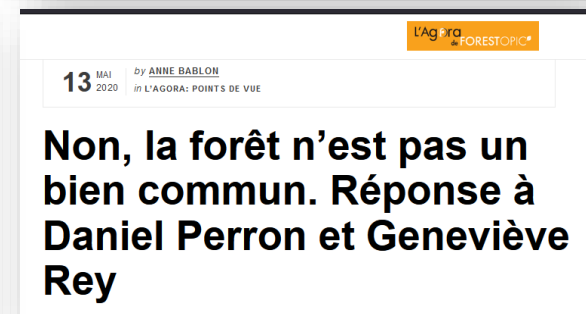 L'Agora
de FORESTOPIC
13 MAI 2020
by ANNE BABLON
in L'AGORA: POINTS DE VUE
Non, la forêt n'est pas un
bien commun. Réponse à
Daniel Perron et Geneviève
Rey